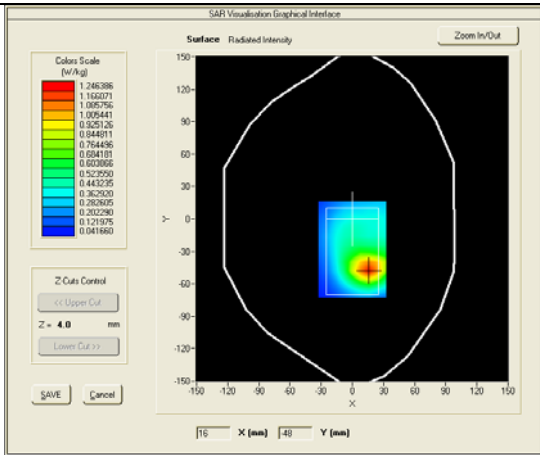 SAR Visualisation Graphical Interface
Surface Radiated Intensity
Zoom In/Out
Colors Scale
(W/kg)
1.246386
1.166071
1.085756
1.005441
0.925126
0.844811
0.764496
0.684181
0.603866
0.523550
0.443235
0.362920
0.282605
0.202290
0.121975
0.041660
Z-Cuts Control
<< Upper Cut
Z = 4.0 mm
Lower Cut >>
SAVE Cancel
150
120
90
60
30
0
-30
-60
-90
-120
-150
Y
-150 -120 -90 -60 -30 0 30 60 90 120 150
X
16 X (mm) -48 Y (mm)